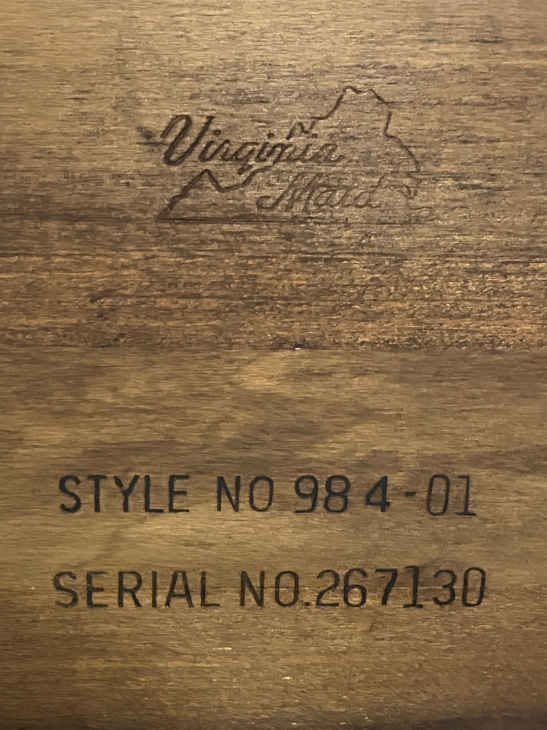 Virginia
Maid
STYLE NO 984-01
SERIAL NO.267130